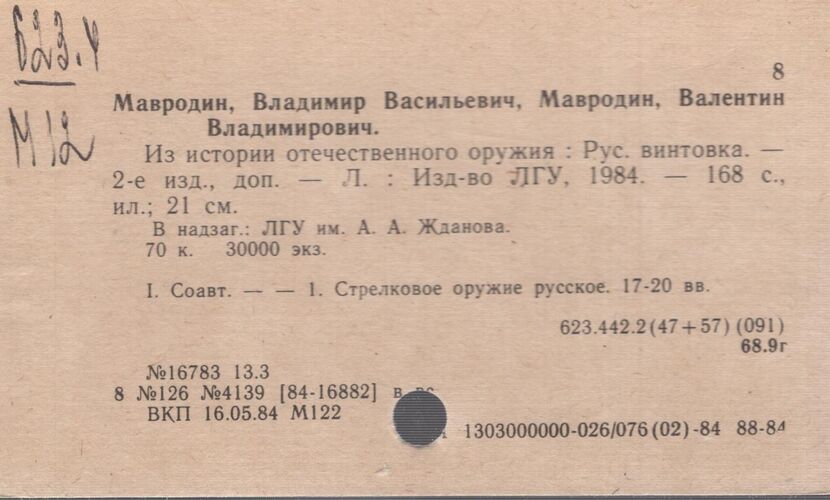 623.4
М12
8
Мавродин, Владимир Васильевич, Мавродин, Валентин
Владимирович.
Из истории отечественного оружия : Рус. винтовка. —
2-е изд., доп. — Л. : Изд-во ЛГУ, 1984. — 168 с.,
ил.; 21 см.
В надзаг.: ЛГУ им. А. А. Жданова.
70 к. 30000 экз.
I. Соавт. — — 1. Стрелковое оружие русское. 17-20 вв.
623.442.2(47+57)(091)
68.9г
№16783 13.3
8 №126 №4139 [84-16882] в
ВКП 16.05.84 М122
1303000000-026/076(02)-84 88-84